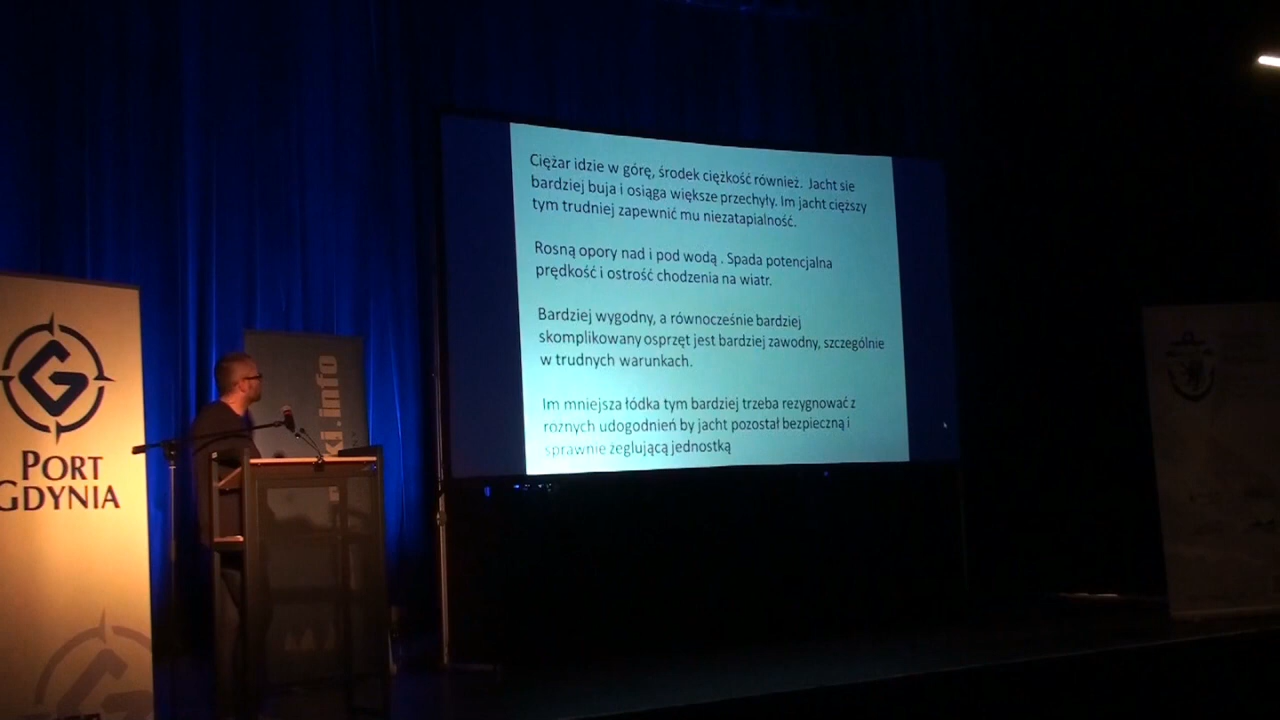 Ciężar idzie w górę, środek ciężkość również. Jacht sie
bardziej buja i osiąga większe przechyły. Im jacht cięższy
tym trudniej zapewnić mu niezatapialność.
Rosną opory nad i pod wodą . Spada potencjalna
prędkość i ostrość chodzenia na wiatr.
Bardziej wygodny, a równocześnie bardziej
skomplikowany osprzęt jest bardziej zawodny, szczególnie
w trudnych warunkach.
Im mniejsza łódka tym bardziej trzeba rezygnować z
rożnych udogodnień by jacht pozostał bezpieczną i
sprawnie żeglującą jednostką
PORT
GDYNIA
ki.info